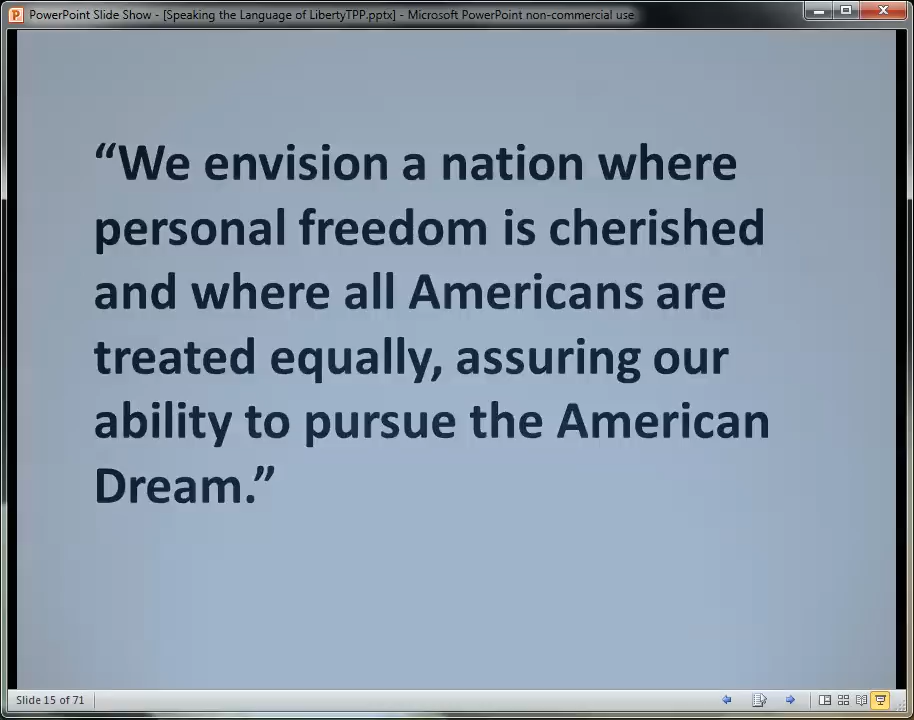 PowerPoint Slide Show - [Speaking the Language of LibertyTPP.pptx] - Microsoft PowerPoint non-commercial use
“We envision a nation where
personal freedom is cherished
and where all Americans are
treated equally, assuring our
ability to pursue the American
Dream.”
Slide 15 of 71